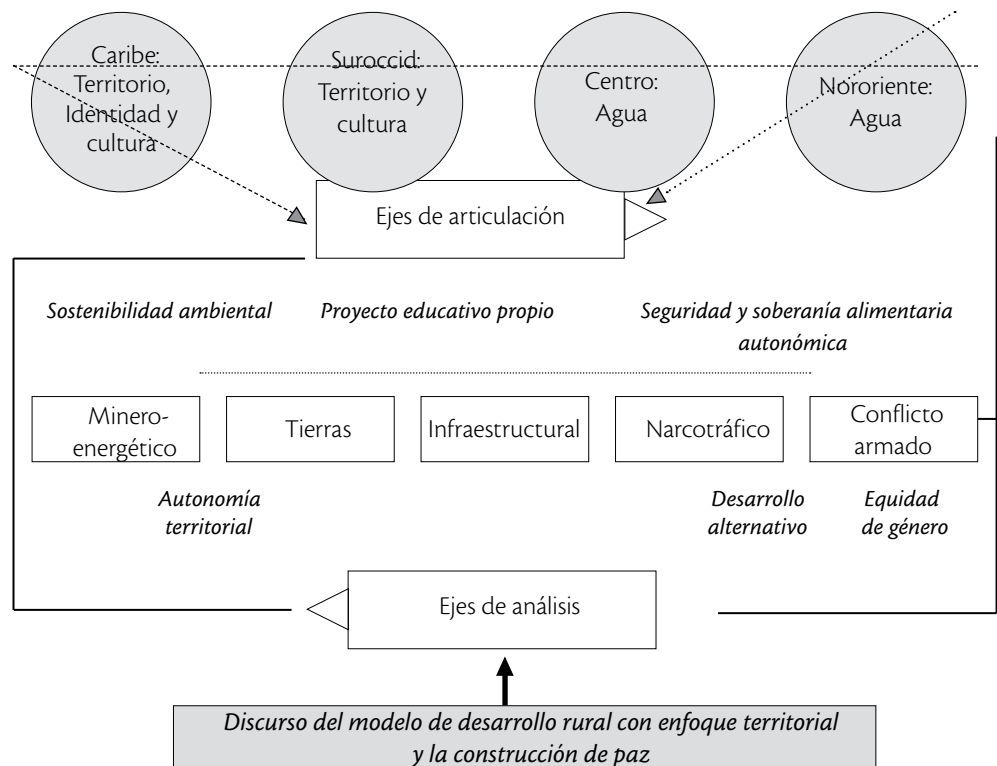 Caribe:
Territorio,
Identidad y
cultura
Suroccid:
Territorio y
cultura
Centro:
Agua
Nororiente:
Agua
Ejes de articulación
Sostenibilidad ambiental
Proyecto educativo propio
Seguridad y soberanía alimentaria
autonómica
Minero-
energético
Tierras
Infraestructural
Narcotráfico
Conflicto
armado
Autonomía
territorial
Desarrollo
alternativo
Equidad
de género
Ejes de análisis
Discurso del modelo de desarrollo rural con enfoque territorial
y la construcción de paz